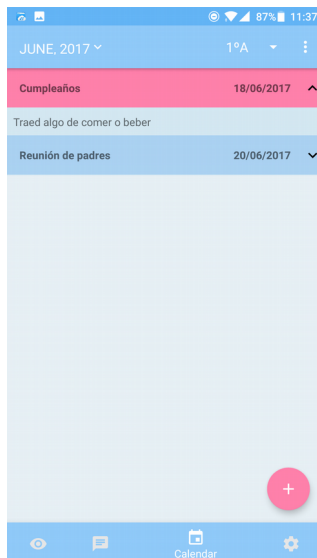 87% 11:37
JUNE, 2017 1ºA
Cumpleaños 18/06/2017
Traed algo de comer o beber
Reunión de padres 20/06/2017
Calendar